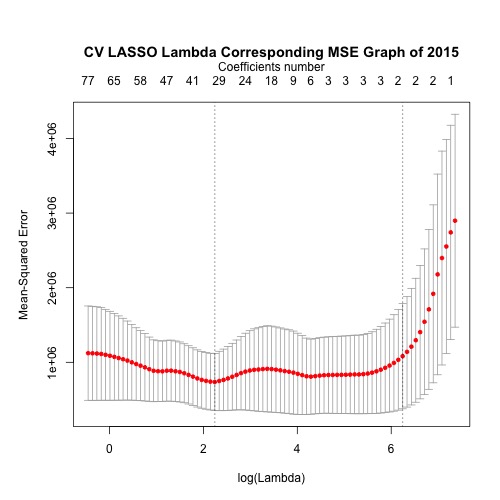 CV LASSO Lambda Corresponding MSE Graph of 2015
Coefficients number
77 65 58 47 41 29 24 18 9 6 3 3 3 3 2 2 2 1
4e+06
3e+06
2e+06
1e+06
Mean-Squared Error
0 2 4 6
log(Lambda)